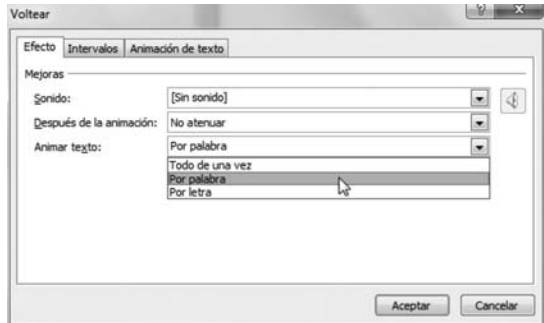 Voltear
Efecto Intervalos Animación de texto
Mejoras
Sonido: [Sin sonido]
Después de la animación: No atenuar
Animar texto: Por palabra
Todo de una vez
Por palabra
Por letra
Aceptar Cancelar